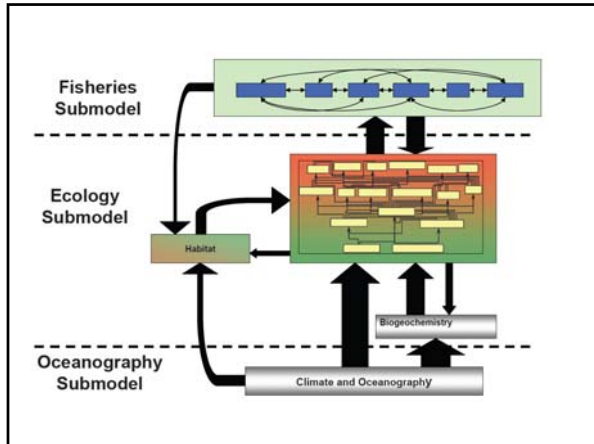 Fisheries
Submodel
Ecology
Submodel
Habitat
Biogeochemistry
Oceanography
Submodel
Climate and Oceanography